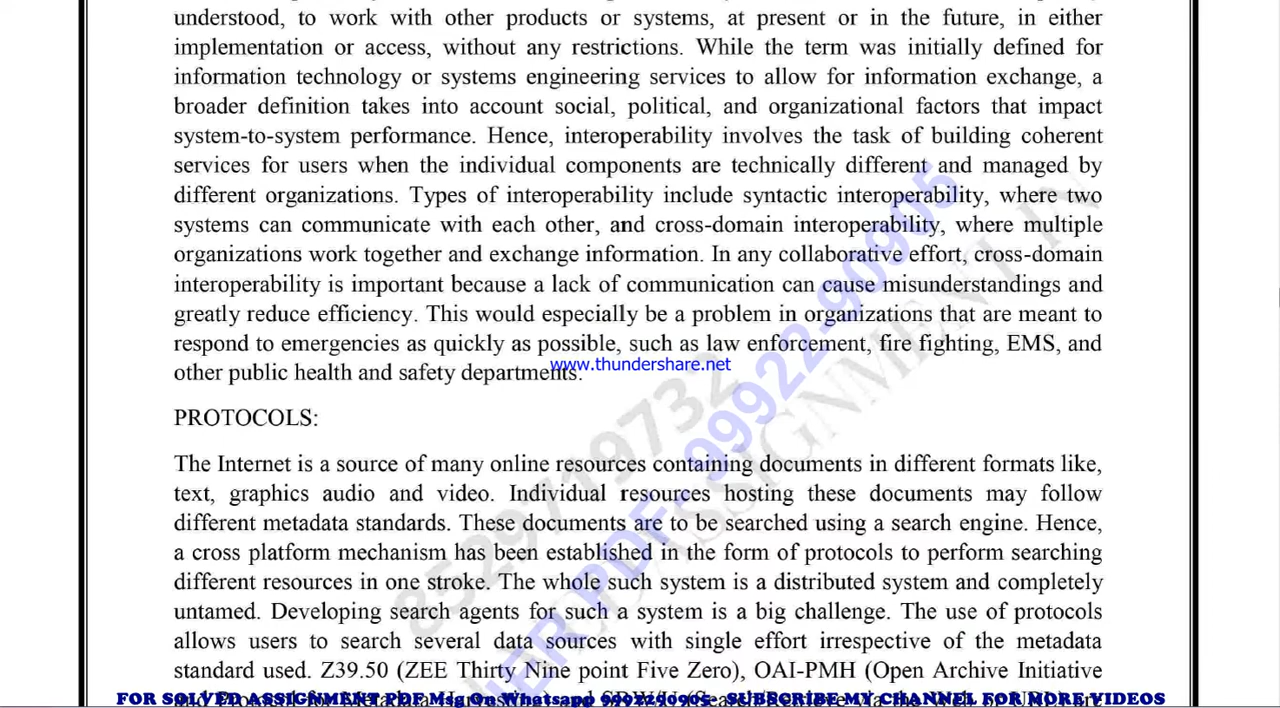 understood, to work with other products or systems, at present or in the future, in either
implementation or access, without any restrictions. While the term was initially defined for
information technology or systems engineering services to allow for information exchange, a
broader definition takes into account social, political, and organizational factors that impact
system-to-system performance. Hence, interoperability involves the task of building coherent
services for users when the individual components are technically different and managed by
different organizations. Types of interoperability include syntactic interoperability, where two
systems can communicate with each other, and cross-domain interoperability, where multiple
organizations work together and exchange information. In any collaborative effort, cross-domain
interoperability is important because a lack of communication can cause misunderstandings and
greatly reduce efficiency. This would especially be a problem in organizations that are meant to
respond to emergencies as quickly as possible, such as law enforcement, fire fighting, EMS, and
www.thundershare.net
other public health and safety departments.
PROTOCOLS:
The Internet is a source of many online resources containing documents in different formats like,
text, graphics audio and video. Individual resources hosting these documents may follow
different metadata standards. These documents are to be searched using a search engine. Hence,
a cross platform mechanism has been established in the form of protocols to perform searching
different resources in one stroke. The whole such system is a distributed system and completely
untamed. Developing search agents for such a system is a big challenge. The use of protocols
allows users to search several data sources with single effort irrespective of the metadata
standard used. Z39.50 (ZEE Thirty Nine point Five Zero), OAI-PMH (Open Archive Initiative
FOR SOLVED ASSIGNMENT PDF Msg On Whatsapp 9992290905- SUBSCRIBE MY CHANNEL FOR MORE VIDEOS
8529719732
PDF - 99922-90905
ASSIGNMENT IN